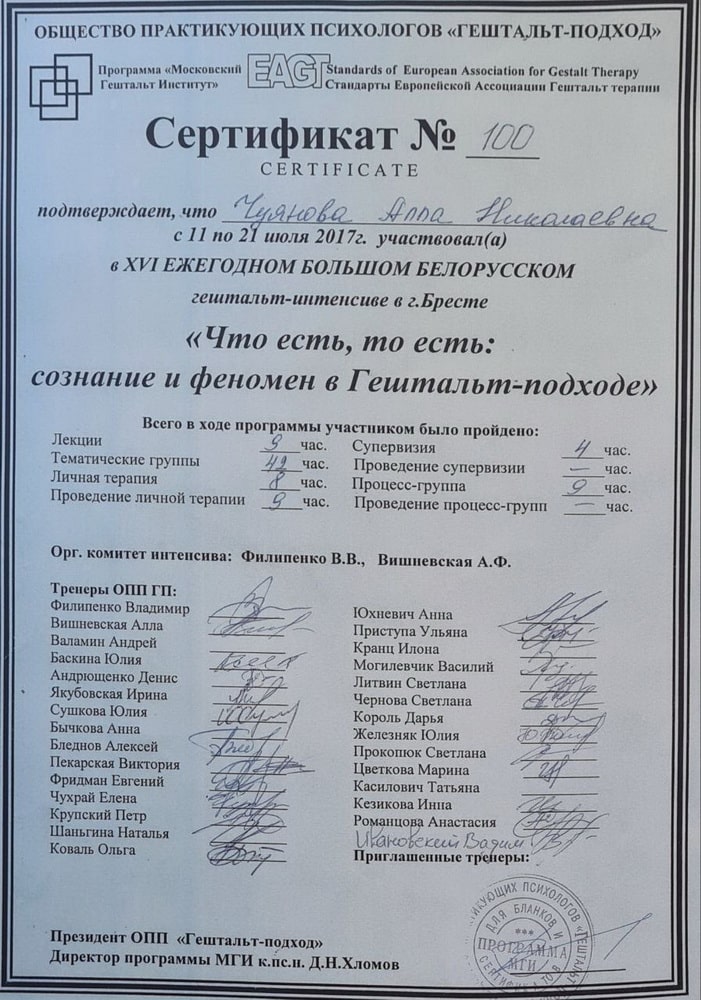 ОБЩЕСТВО ПРАКТИКУЮЩИХ ПСИХОЛОГОВ «ГЕШТАЛЬТ-ПОДХОД»
Программа «Московский
Гештальт Институт»
EAGT
Standards of European Association for Gestalt Therapy
Стандарты Европейской Ассоциации Гештальт терапии
Сертификат № 100
CERTIFICATE
подтверждает, что Чуянова Алла Николаевна
с 11 по 21 июля 2017г. участвовал(а)
в XVI ЕЖЕГОДНОМ БОЛЬШОМ БЕЛОРУССКОМ
гештальт-интенсиве в г.Бресте
«Что есть, то есть:
сознание и феномен в Гештальт-подходе»
Всего в ходе программы участником было пройдено:
Лекции 9 час.
Тематические группы 42 час.
Личная терапия 8 час.
Проведение личной терапии 9 час.
Супервизия 4 час.
Проведение супервизии — час.
Процесс-группа 9 час.
Проведение процесс-групп — час.
Орг. комитет интенсива: Филипенко В.В., Вишневская А.Ф.
Тренеры ОПП ГП:
Филипенко Владимир
Вишневская Алла
Валамин Андрей
Баскина Юлия
Андрющенко Денис
Якубовская Ирина
Сушкова Юлия
Бычкова Анна
Бледнов Алексей
Пекарская Виктория
Фридман Евгений
Чухрай Елена
Крупский Петр
Шаньгина Наталья
Коваль Ольга
Юхневич Анна
Приступа Ульяна
Кранц Илона
Могилевчик Василий
Литвин Светлана
Чернова Светлана
Король Дарья
Железняк Юлия
Прокопюк Светлана
Цветкова Марина
Касилович Татьяна
Кезикова Инна
Романцова Анастасия
Ивановский Вадим
Приглашенные тренеры:
Президент ОПП «Гештальт-подход»
Директор программы МГИ к.пс.н. Д.Н.Хломов
ИКУЮЩИХ ПСИХОЛОГОВ «ГЕШТАЛЬТ
ДЛЯ БЛАНКОВ И
***
ПРОГРАММА
МГИ